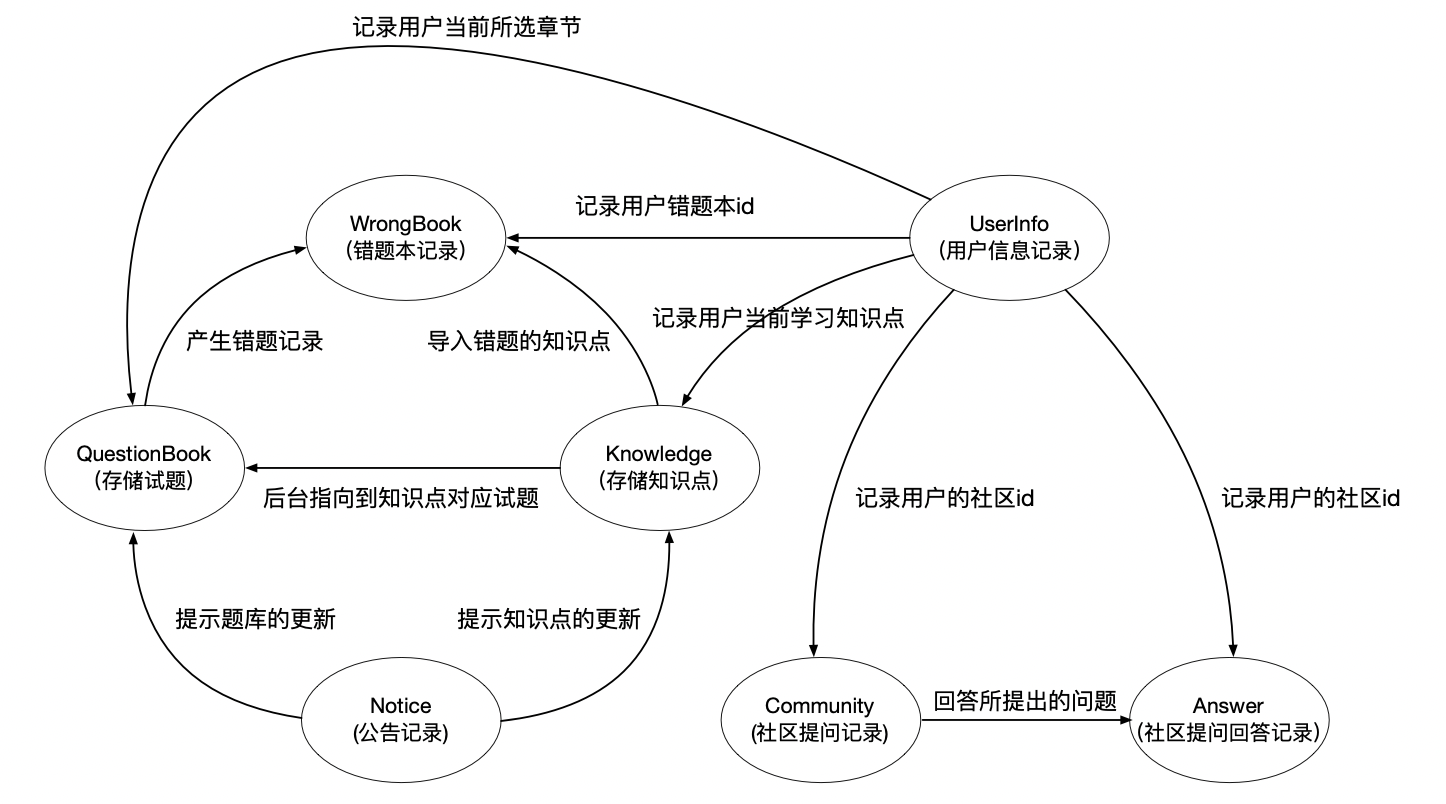 记录用户当前所选章节
WrongBook
(错题本记录)
记录用户错题本id
UserInfo
(用户信息记录)
产生错题记录
导入错题的知识点
记录用户当前学习知识点
QuestionBook
(存储试题)
后台指向到知识点对应试题
Knowledge
(存储知识点)
记录用户的社区id
记录用户的社区id
提示题库的更新
提示知识点的更新
Notice
(公告记录)
Community
(社区提问记录)
回答所提出的问题
Answer
(社区提问回答记录)